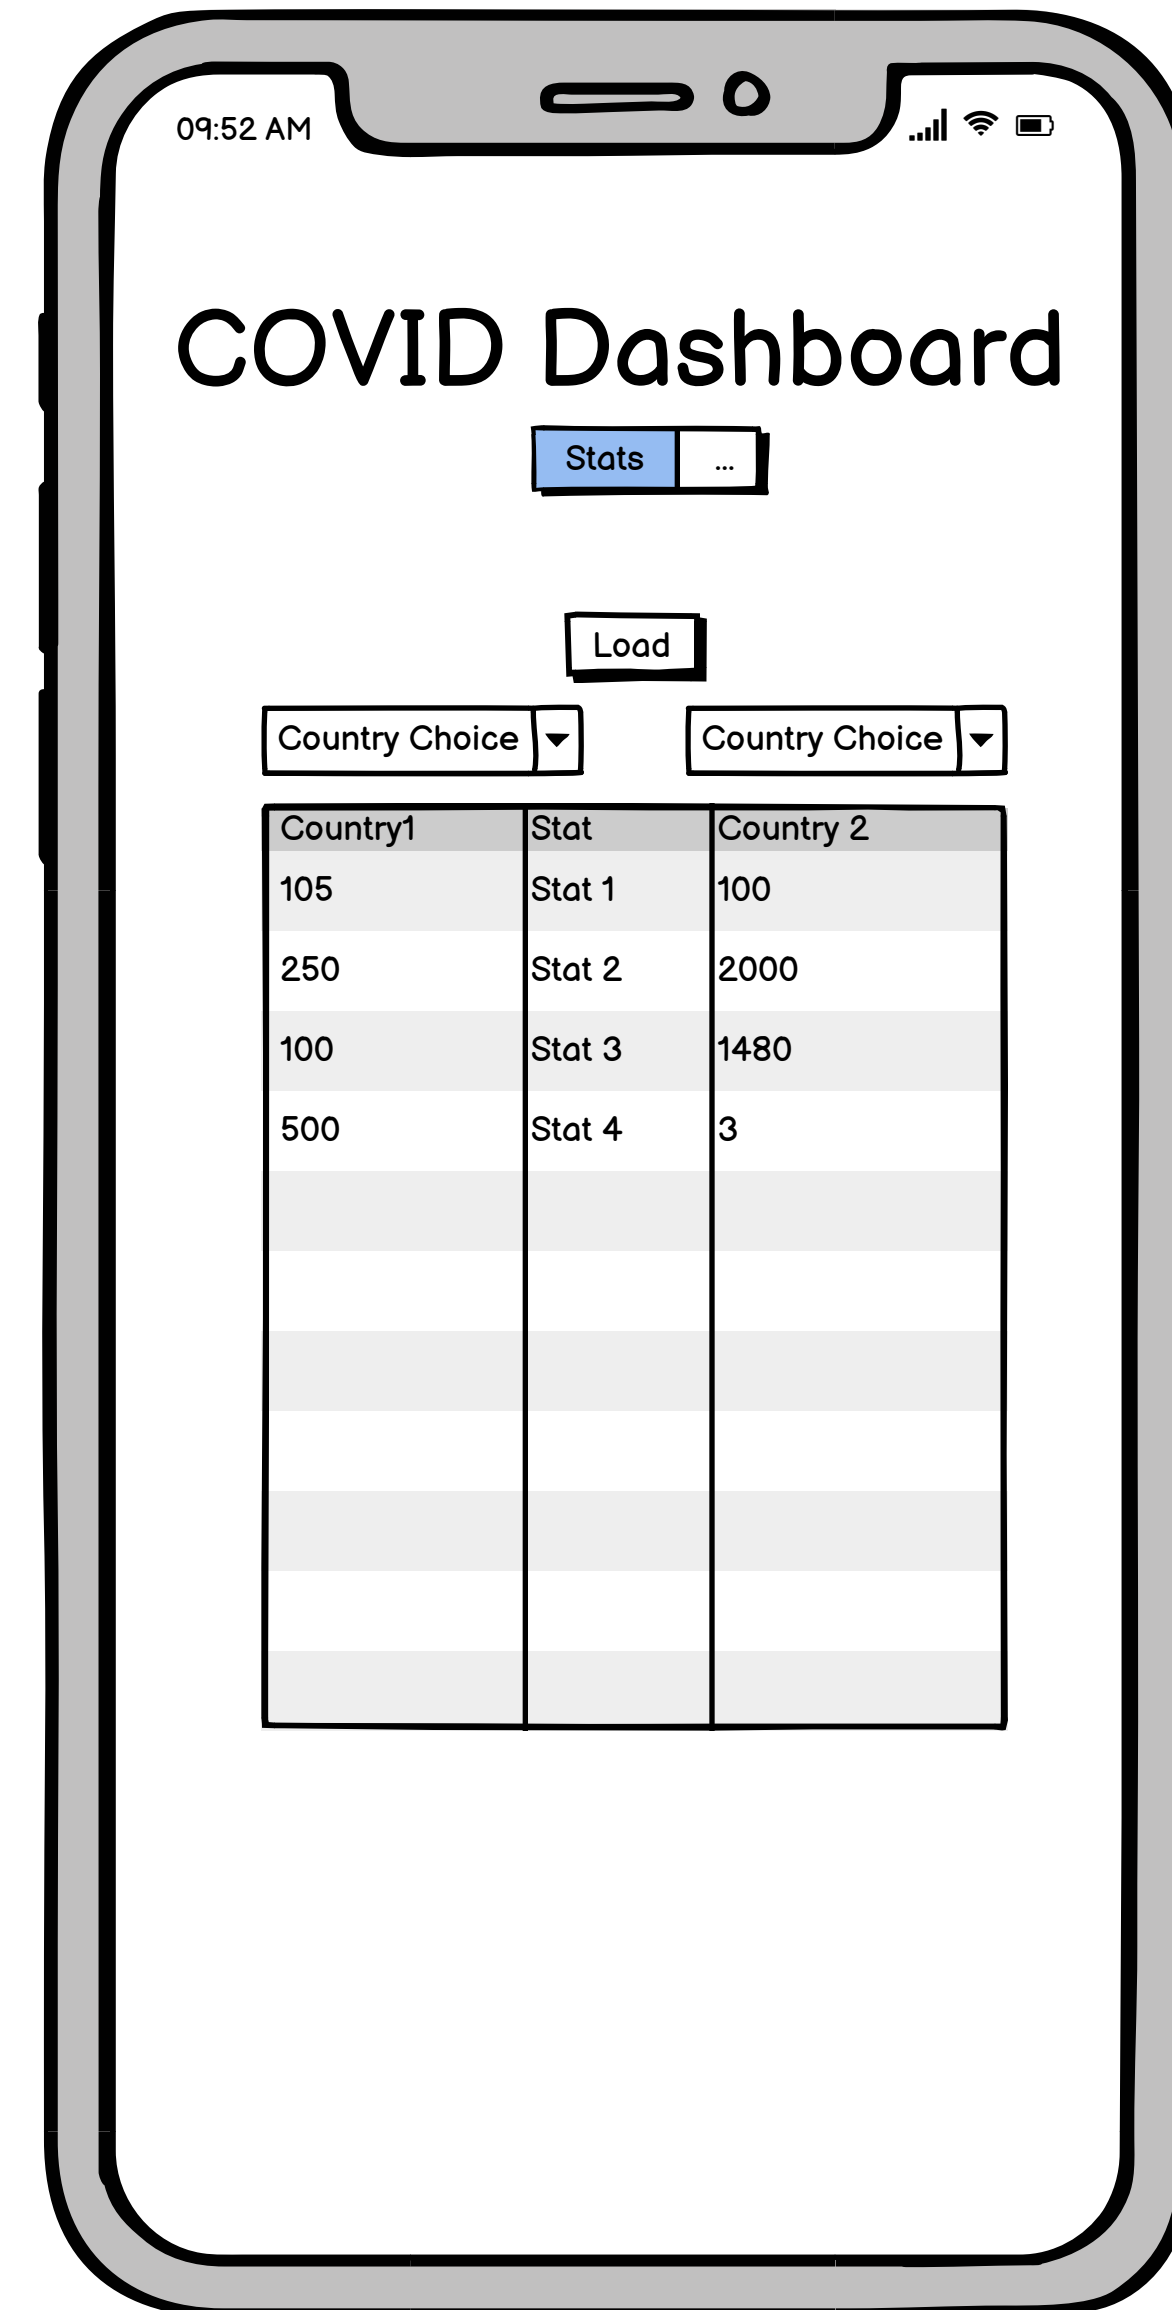 09:52 AM
COVID Dashboard
Stats ...
Load
Country Choice Country Choice
Country1 Stat Country 2
105 Stat 1 100
250 Stat 2 2000
100 Stat 3 1480
500 Stat 4 3